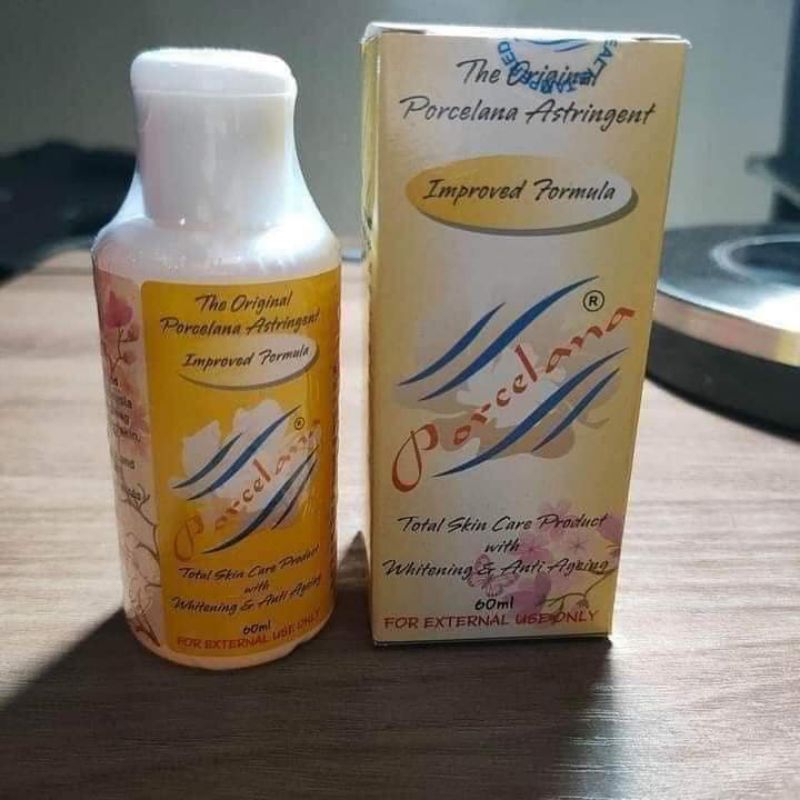 The Original
Porcelana Astringent
Improved Formula
®
Porcelana
Total Skin Care Product
with
Whitening & Anti Ageing
60ml
FOR EXTERNAL USE ONLY
The Original
Porcelana Astringent
Improved Formula
®
Porcelana
Total Skin Care Product
with
Whitening & Anti Ageing
60ml
FOR EXTERNAL USE ONLY